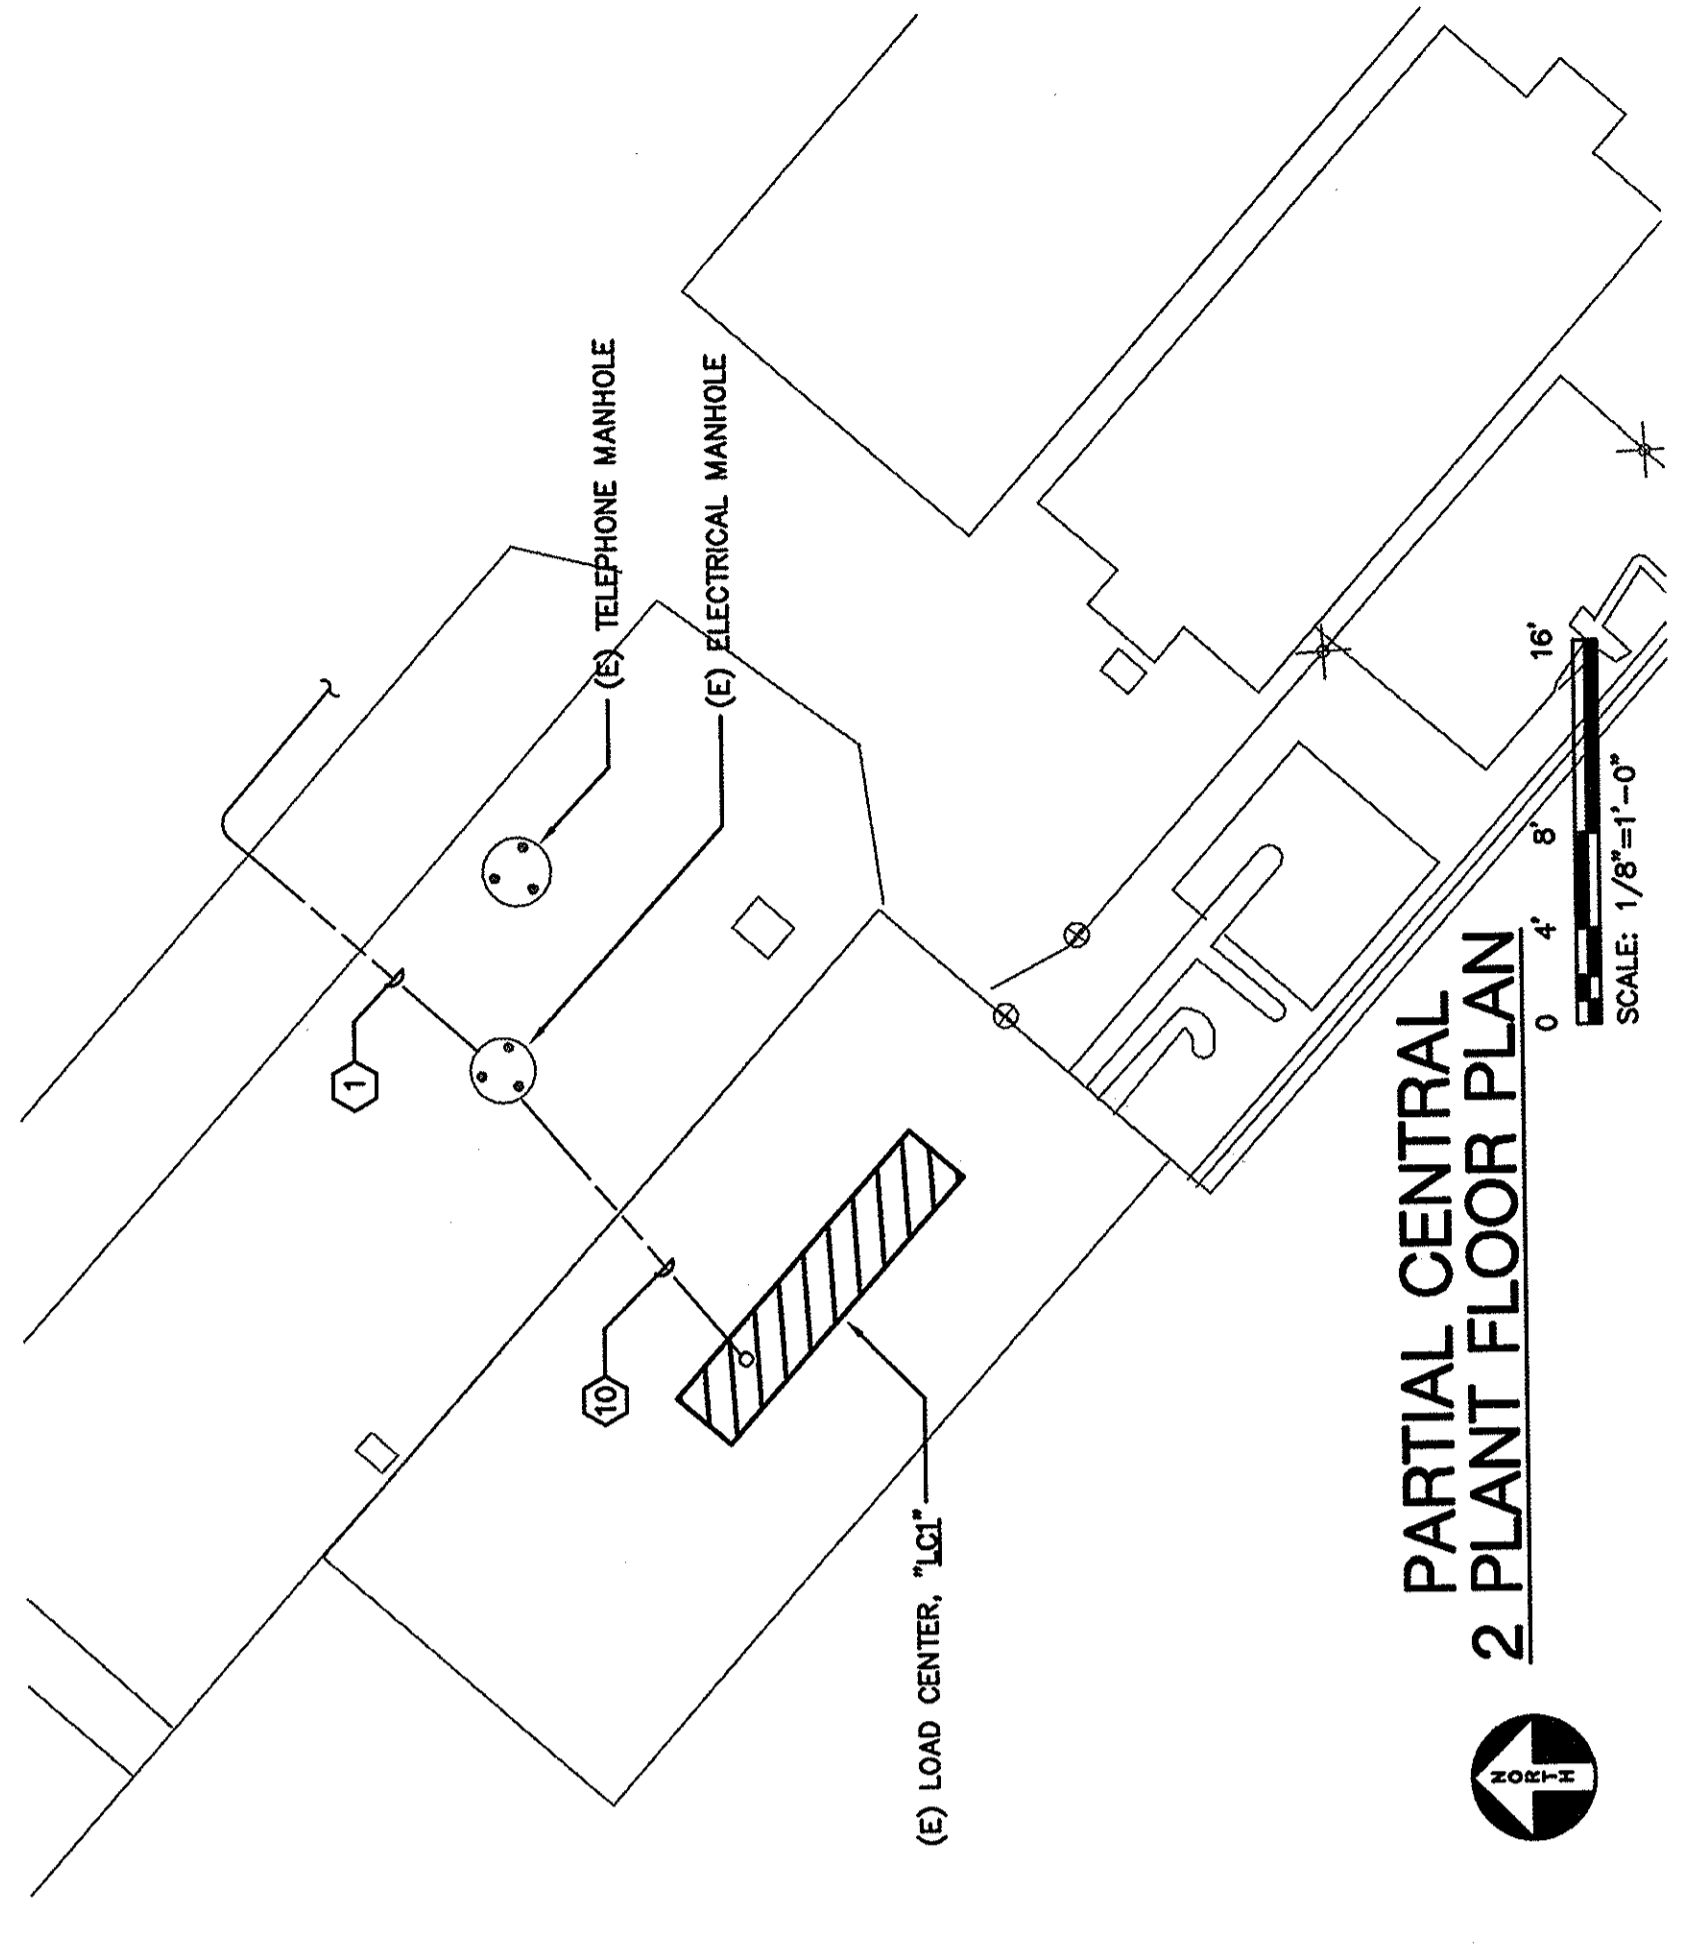 (E) TELEPHONE MANHOLE
(E) ELECTRICAL MANHOLE
1
10
(E) LOAD CENTER, "LC1"
PARTIAL CENTRAL
2 PLANT FLOOR PLAN
0 4' 8' 16'
SCALE: 1/8"=1'-0"
NORTH